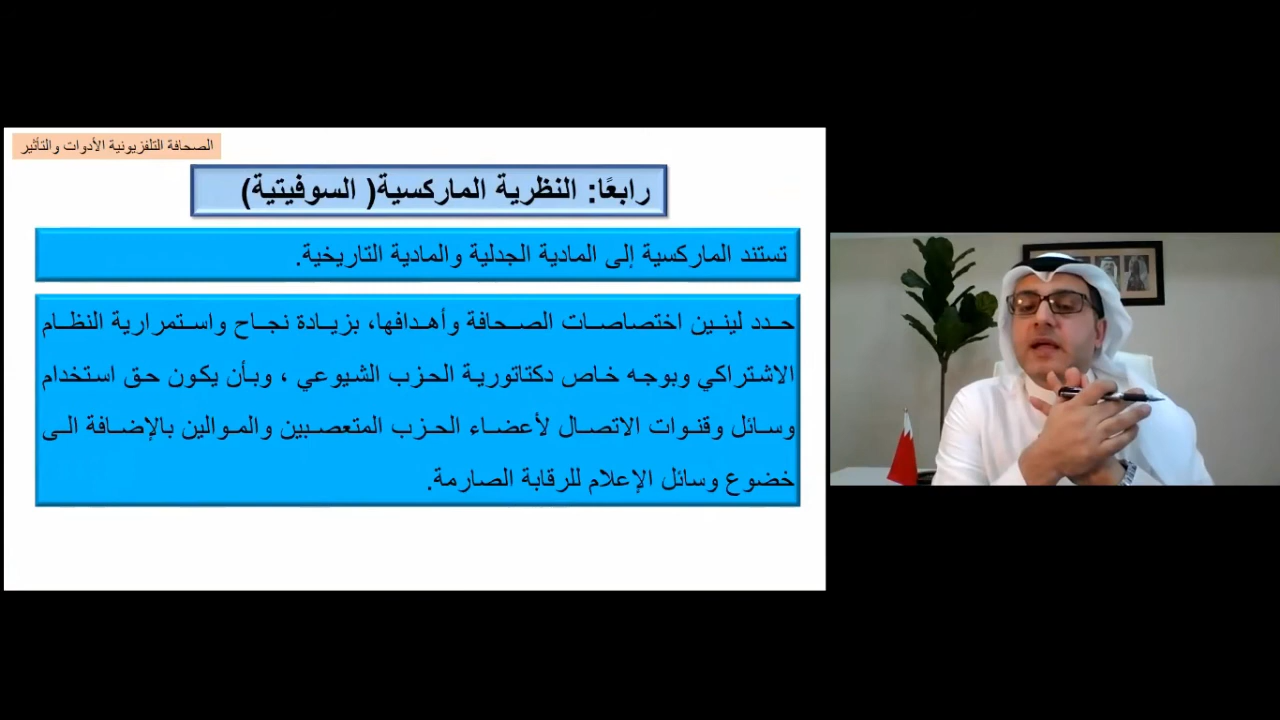 الصحافة التلفزيونية الأدوات والتأثير
رابعًا: النظرية الماركسية( السوفيتية)
تستند الماركسية إلى المادية الجدلية والمادية التاريخية.
حدد لينين اختصاصات الصحافة وأهدافها، بزيادة نجاح واستمرارية النظام
الاشتراكي وبوجه خاص دكتاتورية الحزب الشيوعي ، وبأن يكون حق استخدام
وسائل وقنوات الاتصال لأعضاء الحزب المتعصبين والموالين بالإضافة الى
خضوع وسائل الإعلام للرقابة الصارمة.